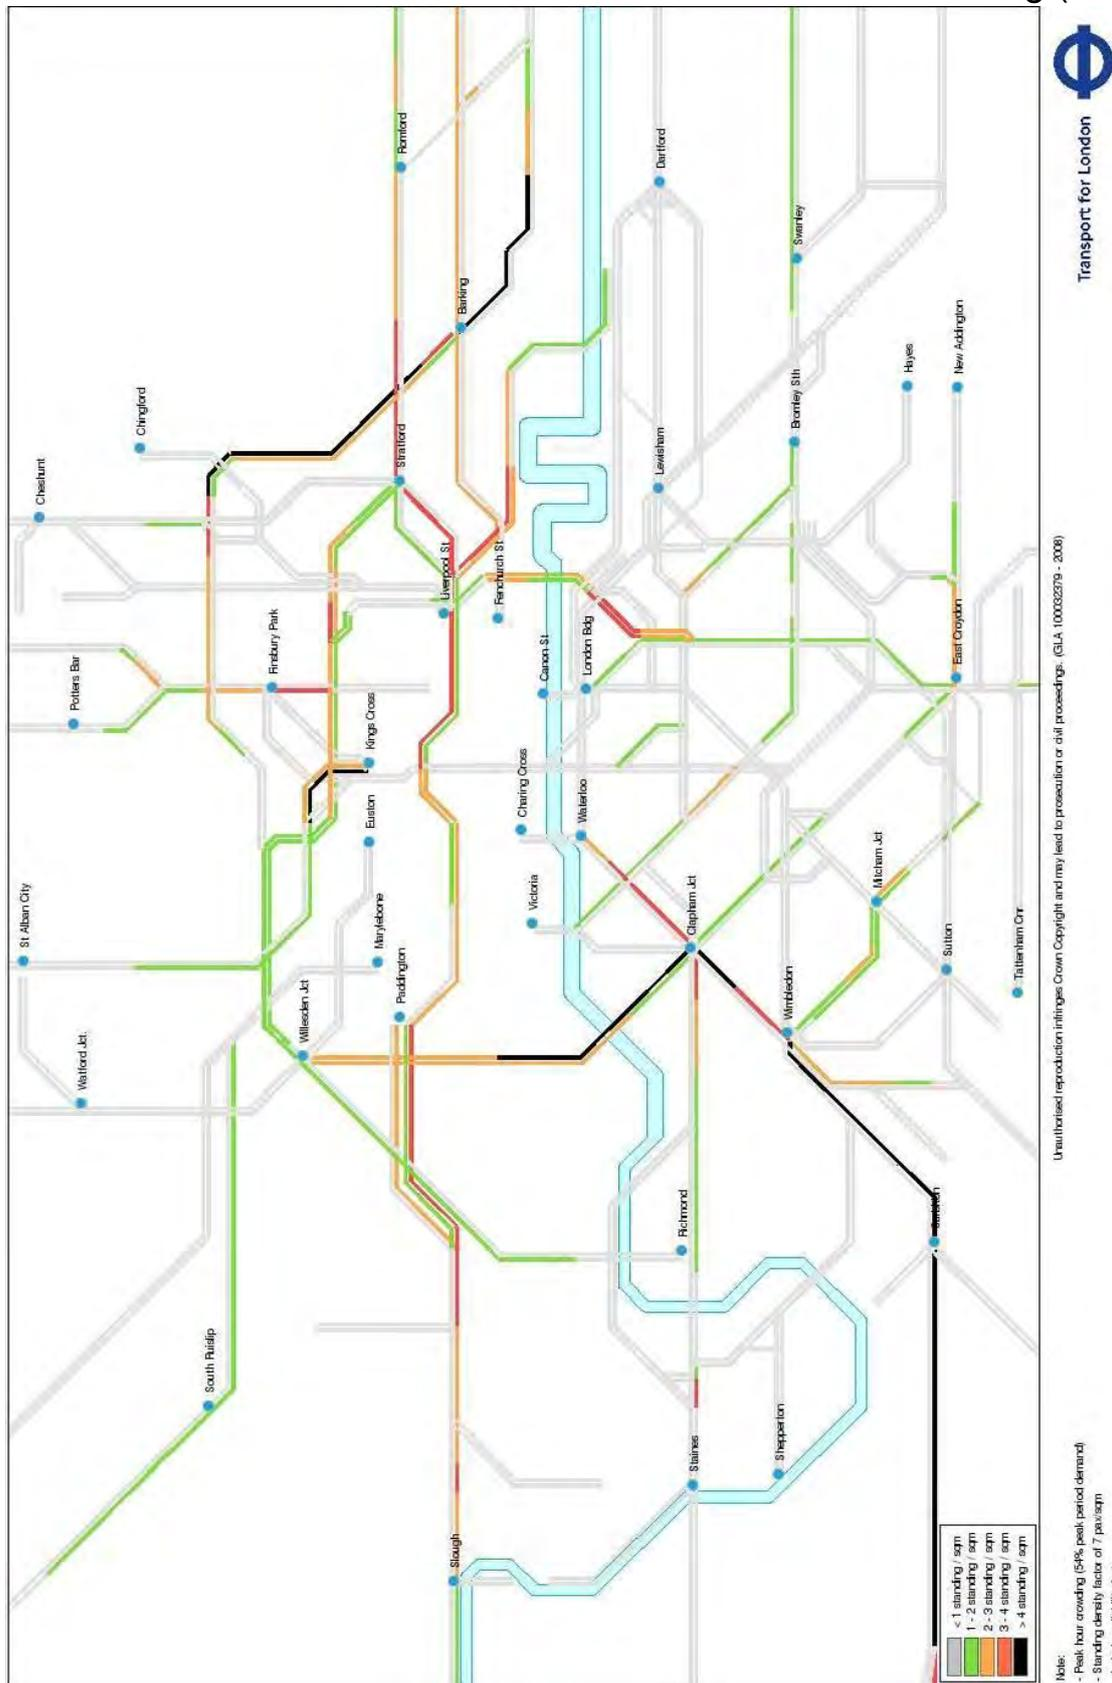 St Alban City
Watford Jct.
South Ruislip
Potters Bar
Cheshunt
Chingford
Finsbury Park
Kings Cross
Euston
Marylebone
Paddington
Willesden Jct
Slough
Romford
Barking
Stratford
Liverpool St
Fenchurch St
Canon St
London Bdg
Charing Cross
Waterloo
Victoria
Clapham Jct
Richmond
Staines
Shepperton
Dartford
Swanley
Lewisham
Bromley Sth
Hayes
New Addington
East Croydon
Mitcham Jct
Wimbledon
Sutton
Tattenham Cnr
< 1 standing / sqm
1 - 2 standing / sqm
2 - 3 standing / sqm
3 - 4 standing / sqm
> 4 standing / sqm
Note:
- Peak hour crowding (54% peak period demand)
- Standing density factor of 7 pax/sqm
Unauthorised reproduction infringes Crown Copyright and may lead to prosecution or civil proceedings. (GLA 100032379 - 2008)
Transport for London